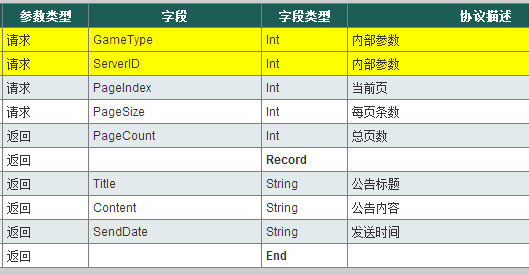 参数类型 字段 字段类型 协议描述
请求 GameType Int 内部参数
请求 ServerID Int 内部参数
请求 PageIndex Int 当前页
请求 PageSize Int 每页条数
返回 PageCount Int 总页数
返回 Record
返回 Title String 公告标题
返回 Content String 公告内容
返回 SendDate String 发送时间
返回 End